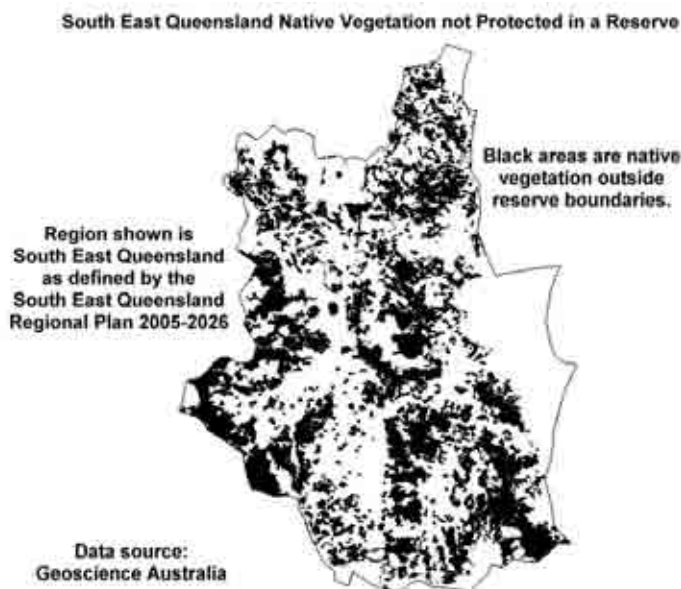 South East Queensland Native Vegetation not Protected in a Reserve
Black areas are native
vegetation outside
reserve boundaries.
Region shown is
South East Queensland
as defined by the
South East Queensland
Regional Plan 2005-2026
Data source:
Geoscience Australia